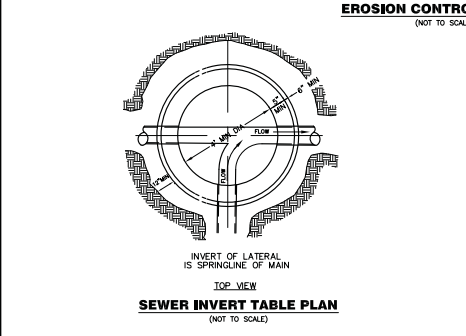 EROSION CONTRO
(NOT TO SCAL
6" MIN
5" MIN
4' MIN. DIA
FLOW
FLOW
12"MIN
INVERT OF LATERAL
IS SPRINGLINE OF MAIN
TOP VIEW
SEWER INVERT TABLE PLAN
(NOT TO SCALE)